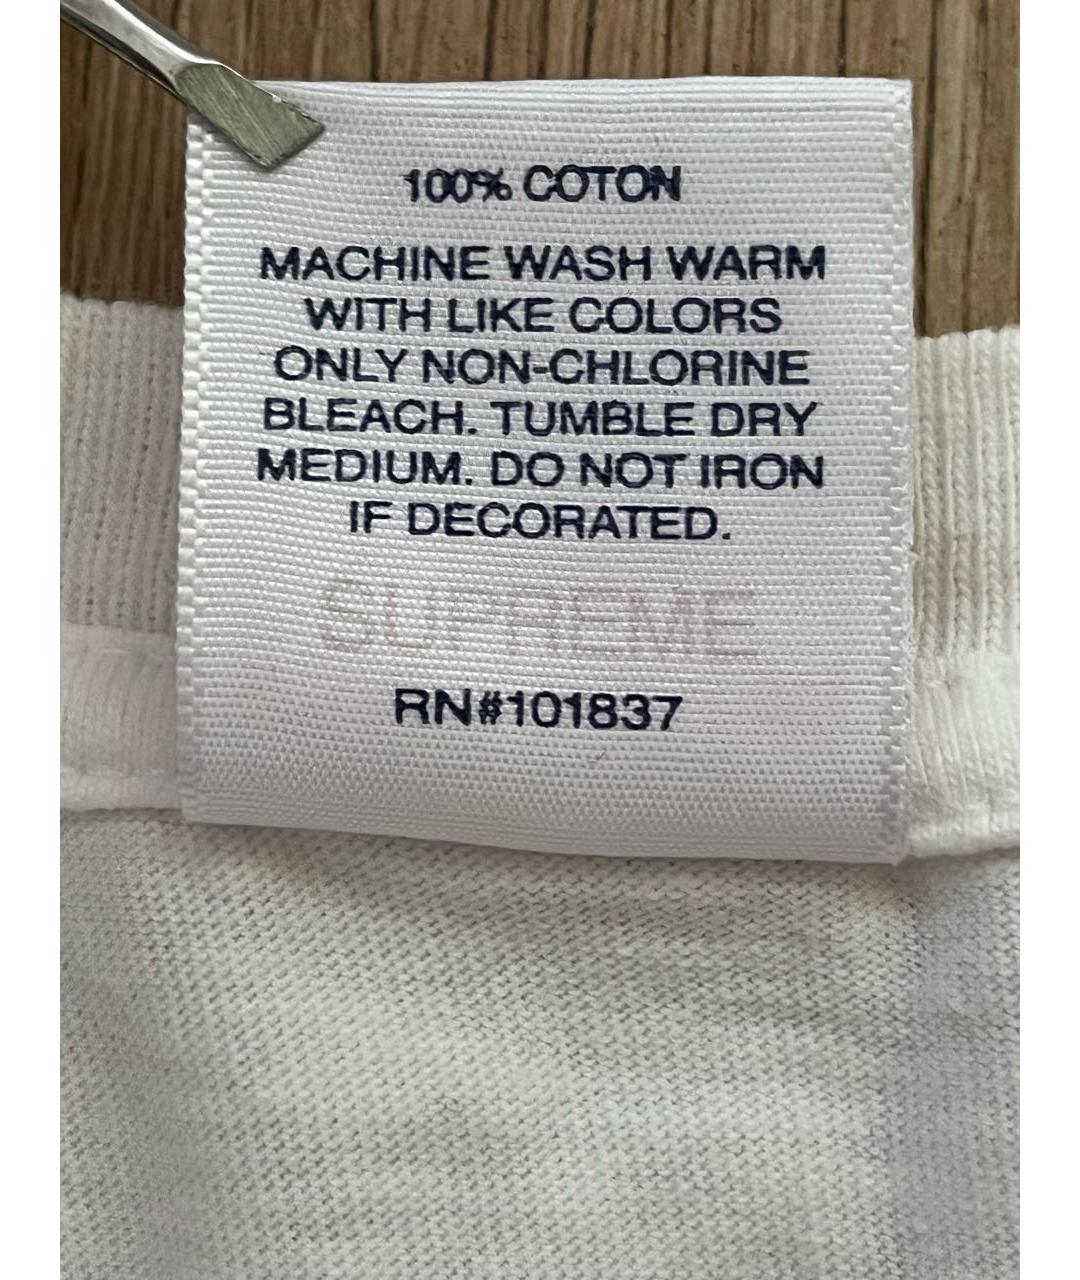 100% COTON
MACHINE WASH WARM
WITH LIKE COLORS
ONLY NON-CHLORINE
BLEACH. TUMBLE DRY
MEDIUM. DO NOT IRON
IF DECORATED.
SUPREME
RN#101837